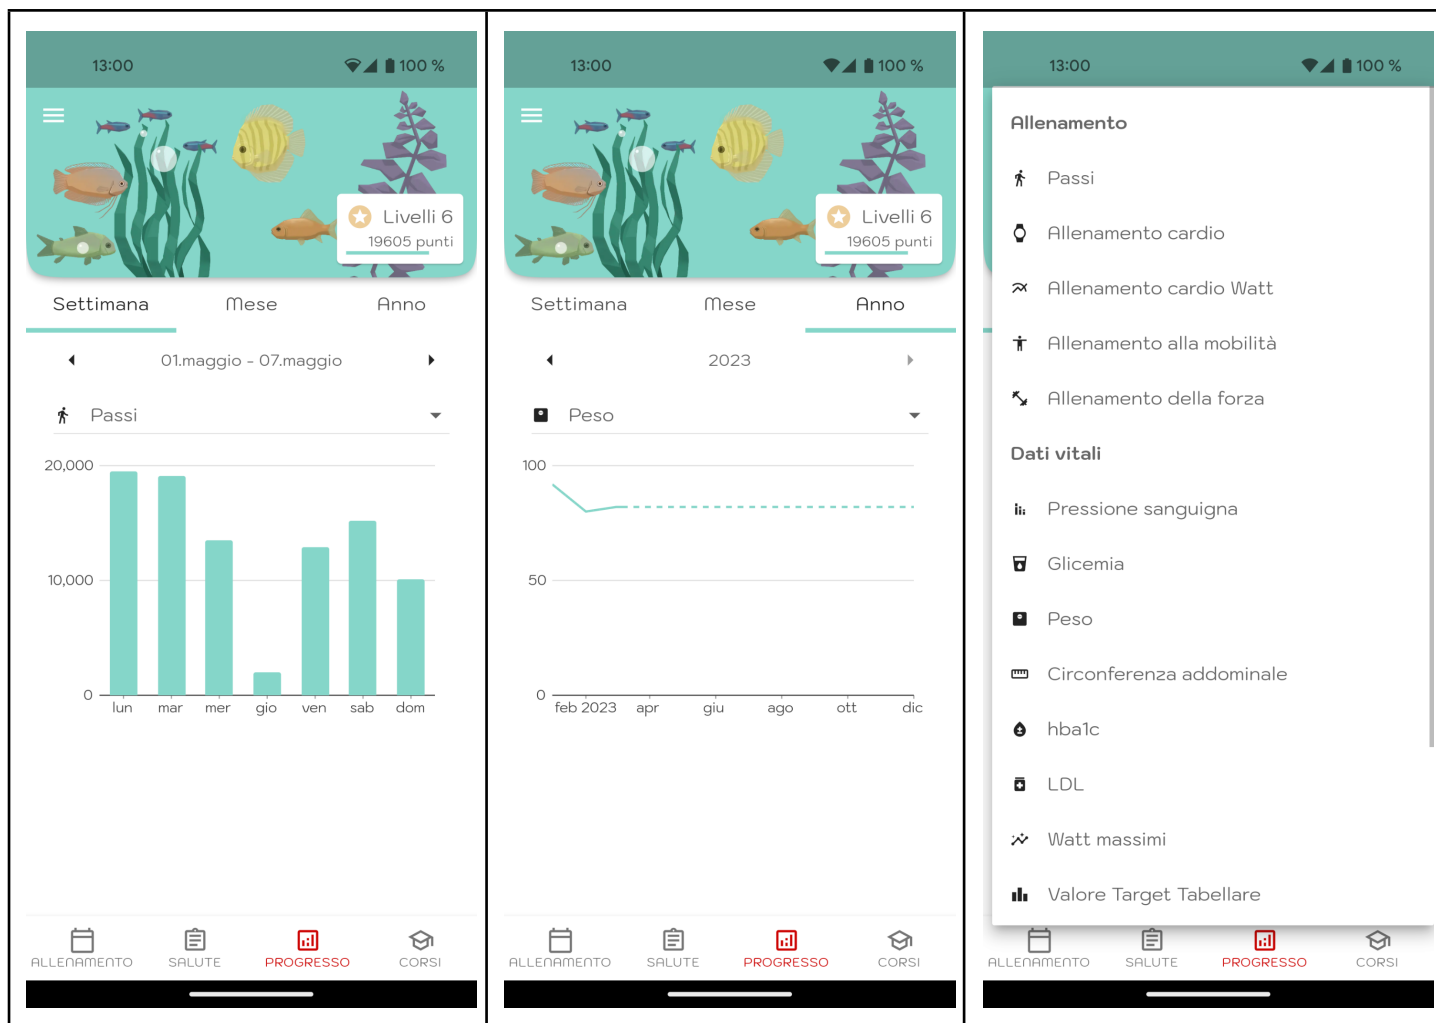 13:00
100 %
Livelli 6
19605 punti
Settimana
Mese
Anno
01.maggio - 07.maggio
Passi
20,000
10,000
0
lun
mar
mer
gio
ven
sab
dom
ALLENAMENTO
SALUTE
PROGRESSO
CORSI
13:00
100 %
Livelli 6
19605 punti
Settimana
Mese
Anno
2023
Peso
100
50
0
feb 2023
apr
giu
ago
ott
dic
ALLENAMENTO
SALUTE
PROGRESSO
CORSI
13:00
100 %
Allenamento
Passi
Allenamento cardio
Allenamento cardio Watt
Allenamento alla mobilità
Allenamento della forza
Dati vitali
Pressione sanguigna
Glicemia
Peso
Circonferenza addominale
hba1c
LDL
Watt massimi
Valore Target Tabellare
ALLENAMENTO
SALUTE
PROGRESSO
CORSI